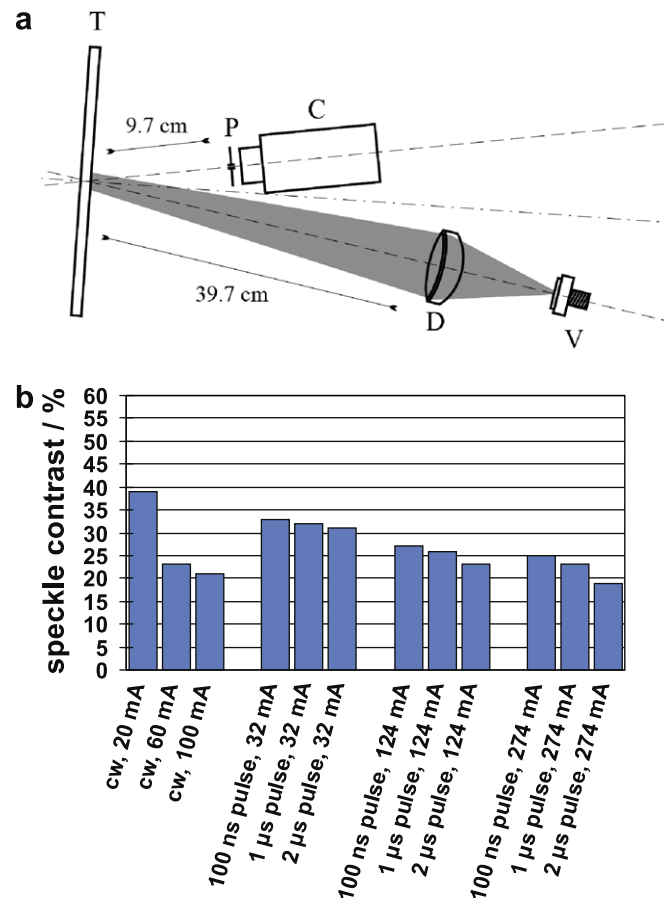 a
T
9.7 cm
P
C
39.7 cm
D
V
b
speckle contrast / %
60
55
50
45
40
35
30
25
20
15
10
5
0
cw, 20 mA
cw, 60 mA
cw, 100 mA
100 ns pulse, 32 mA
1 µs pulse, 32 mA
2 µs pulse, 32 mA
100 ns pulse, 124 mA
1 µs pulse, 124 mA
2 µs pulse, 124 mA
100 ns pulse, 274 mA
1 µs pulse, 274 mA
2 µs pulse, 274 mA